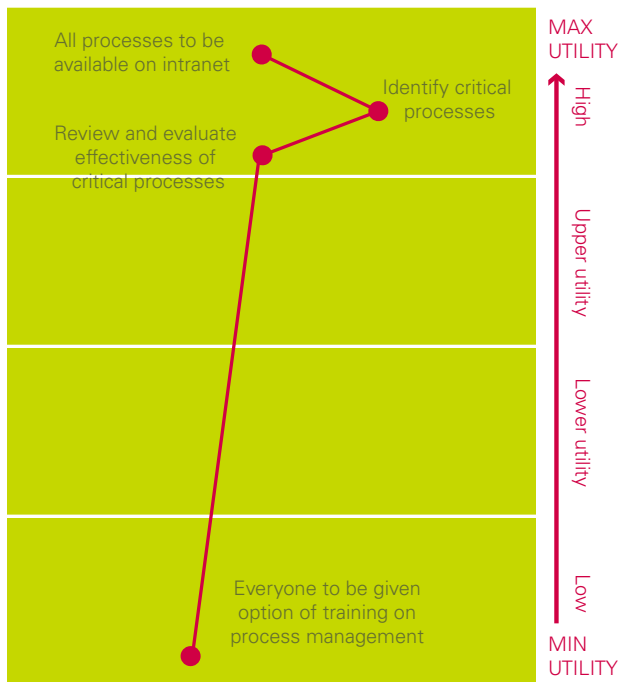 All processes to be
available on intranet
Identify critical
processes
Review and evaluate
effectiveness of
critical processes
Everyone to be given
option of training on
process management
MAX
UTILITY
High
Upper utility
Lower utility
Low
MIN
UTILITY